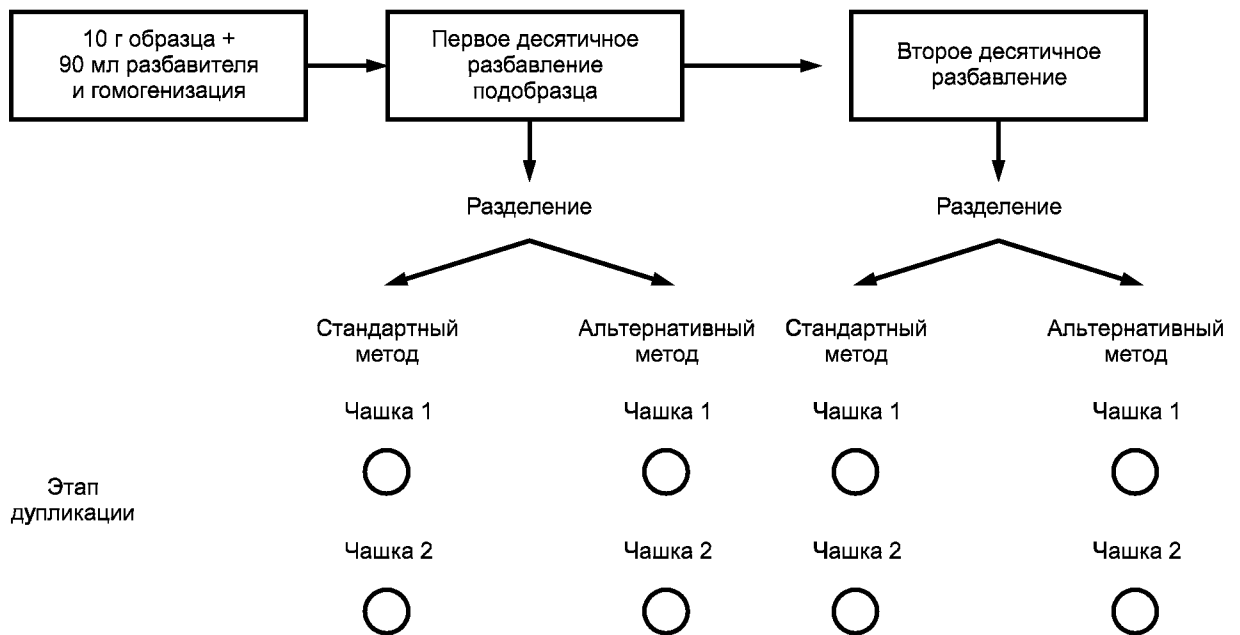 10 г образца +
90 мл разбавителя
и гомогенизация
Первое десятичное
разбавление
подобразца
Второе десятичное
разбавление
Разделение
Разделение
Стандартный
метод
Альтернативный
метод
Стандартный
метод
Альтернативный
метод
Чашка 1
Чашка 1
Чашка 1
Чашка 1
Этап
дупликации
Чашка 2
Чашка 2
Чашка 2
Чашка 2